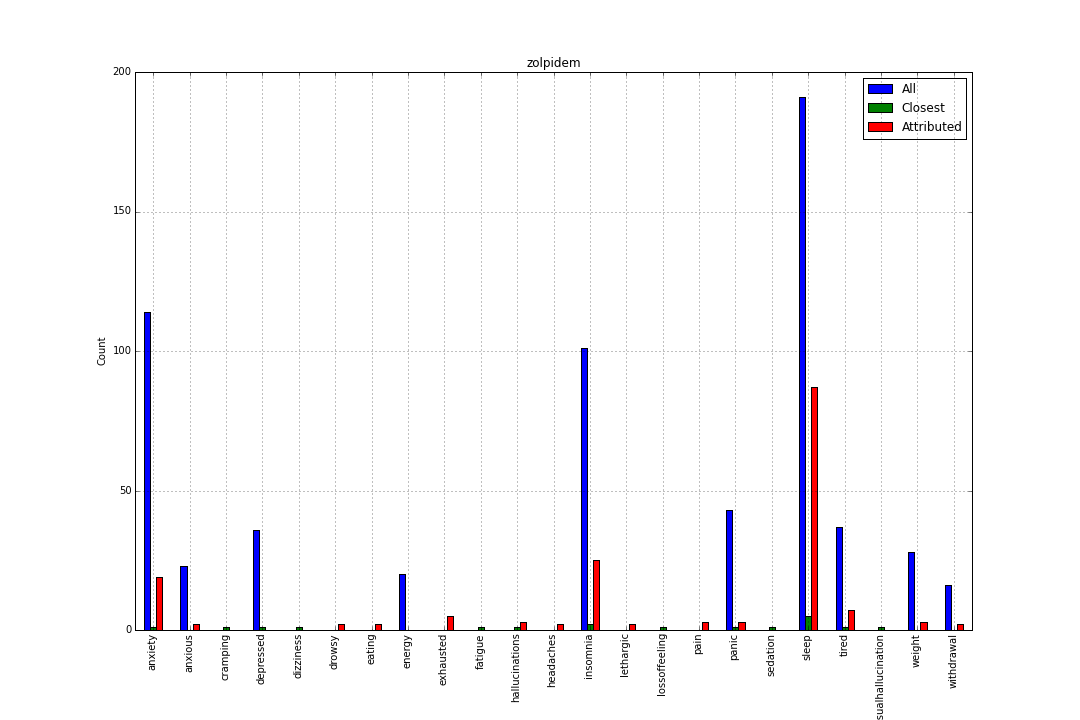 zolpidem
200
150
100
50
0
Count
All
Closest
Attributed
anxiety
anxious
cramping
depressed
dizziness
drowsy
eating
energy
exhausted
fatigue
hallucinations
headaches
insomnia
lethargic
lossoffeeling
pain
panic
sedation
sleep
tired
sualhallucination
weight
withdrawal